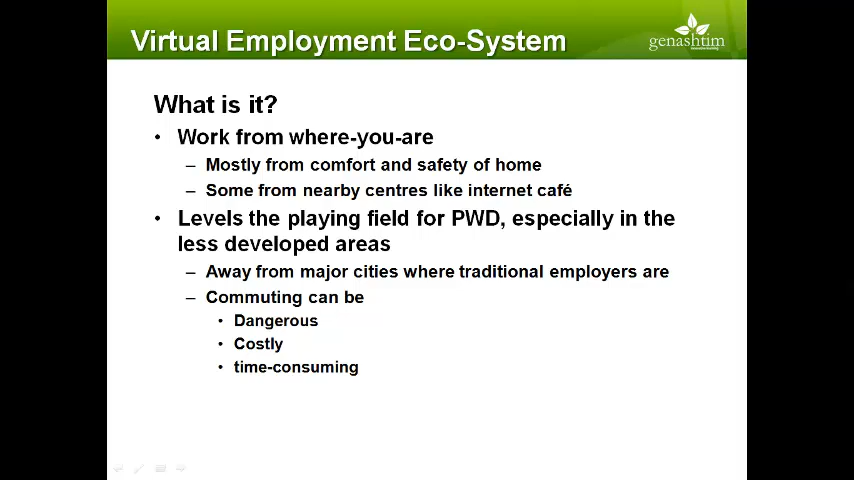 Virtual Employment Eco-System
genashtim
What is it?
• Work from where-you-are
– Mostly from comfort and safety of home
– Some from nearby centres like internet café
• Levels the playing field for PWD, especially in the
less developed areas
– Away from major cities where traditional employers are
– Commuting can be
• Dangerous
• Costly
• time-consuming